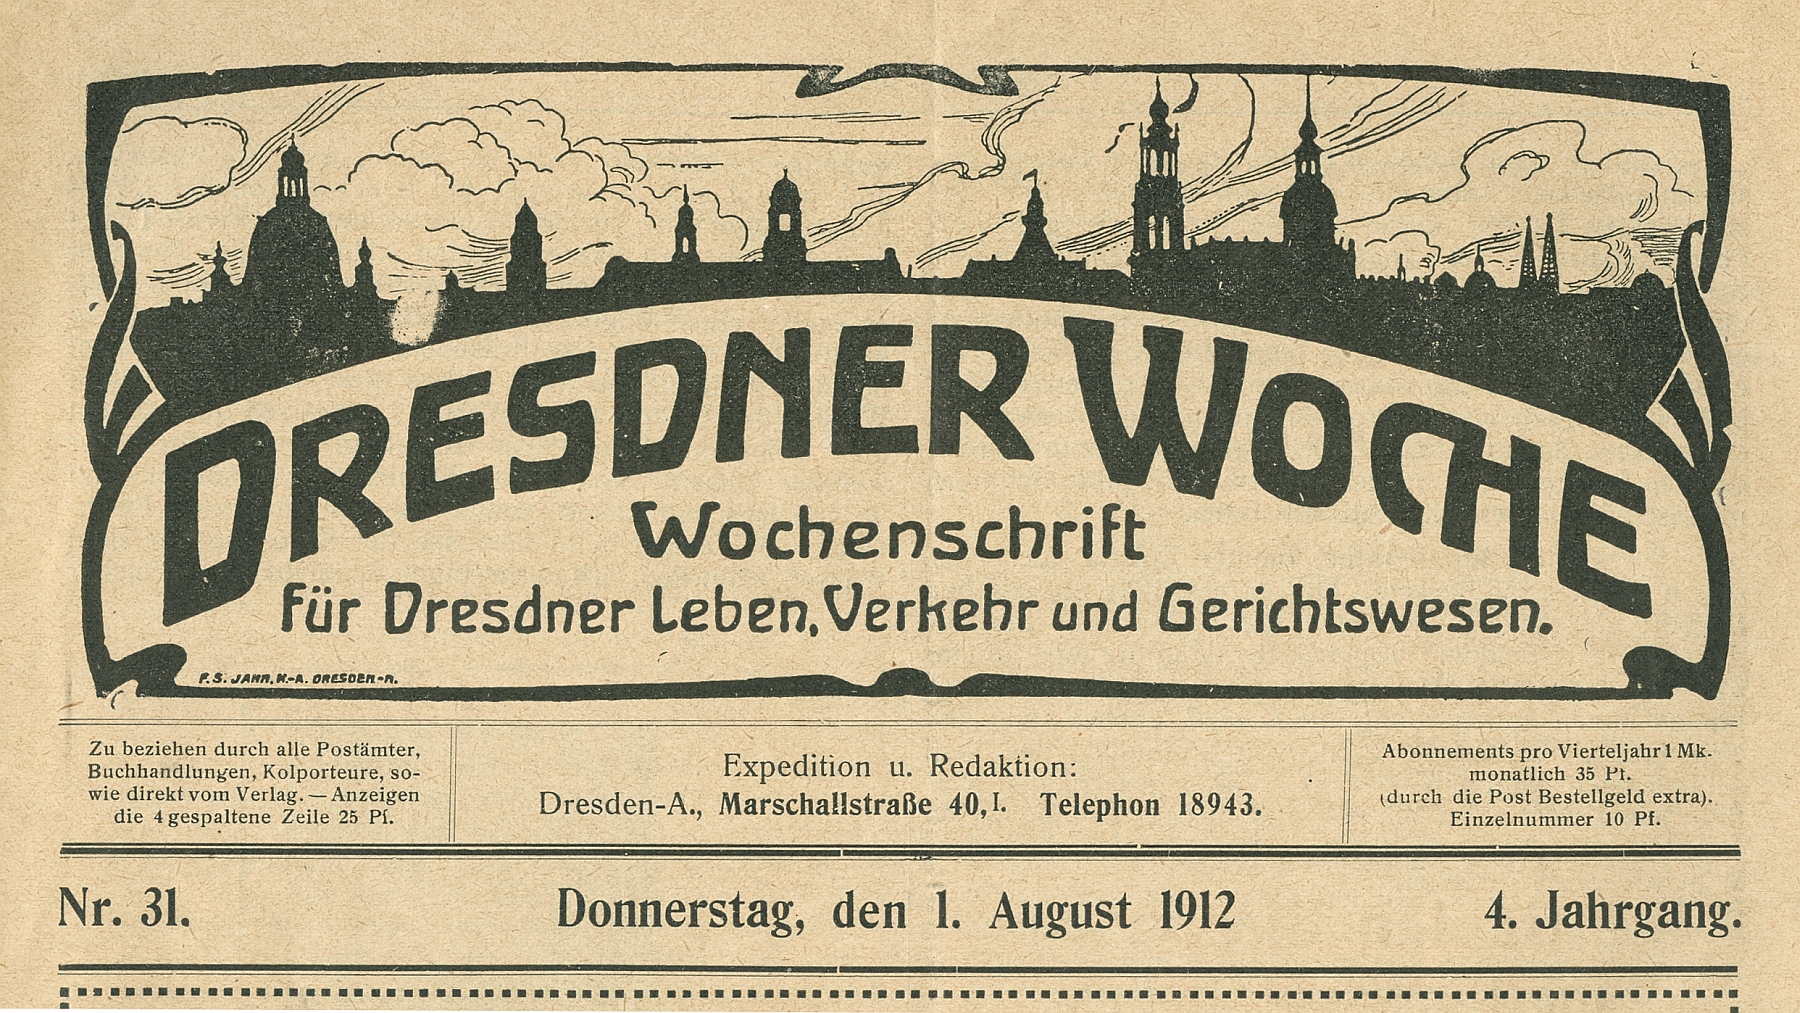 DRESDNER WOCHE
Wochenschrift
für Dresdner Leben, Verkehr und Gerichtswesen.
F. S. JAHR, K.-A. DRESDEN-N.
Zu beziehen durch alle Postämter,
Buchhandlungen, Kolporteure, so-
wie direkt vom Verlag. — Anzeigen
die 4 gespaltene Zeile 25 Pf.
Expedition u. Redaktion:
Dresden-A., Marschallstraße 40, I. Telephon 18943.
Abonnements pro Vierteljahr 1 Mk.
monatlich 35 Pf.
(durch die Post Bestellgeld extra).
Einzelnummer 10 Pf.
Nr. 31.
Donnerstag, den 1. August 1912
4. Jahrgang.